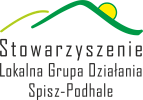 Stowarzyszenie
Lokalna Grupa Działania
Spisz-Podhale